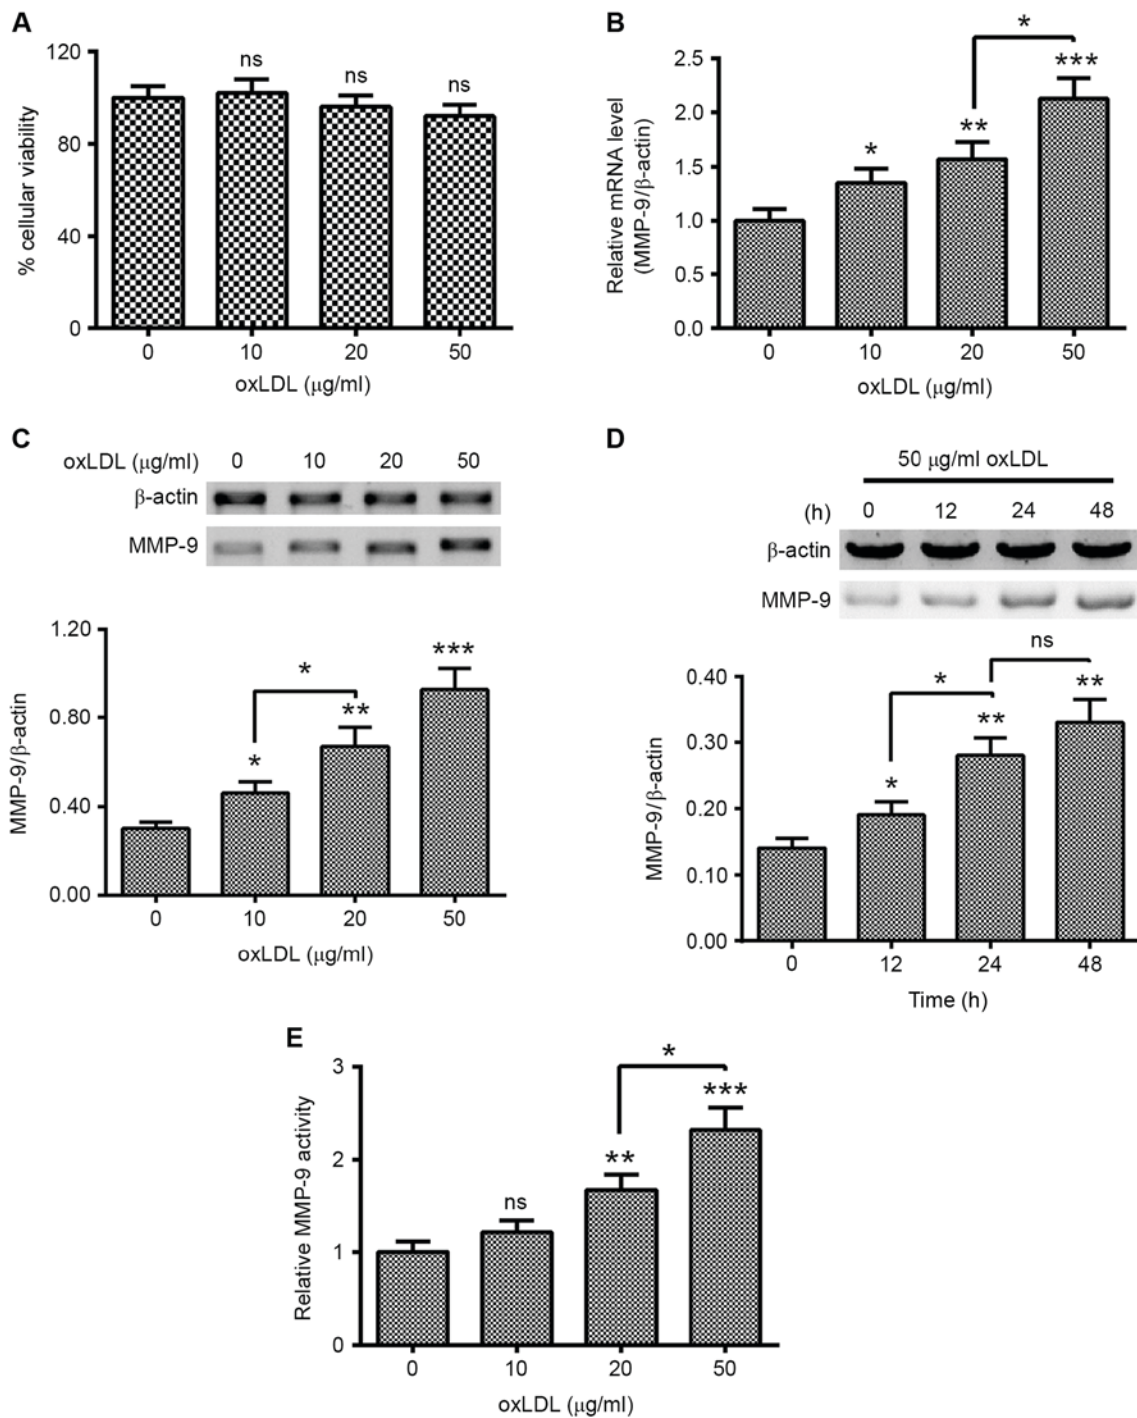 A
120
80
40
0
% cellular viability
ns
ns
ns
0 10 20 50
oxLDL (μg/ml)
B
2.5
2.0
1.5
1.0
0.5
0.0
Relative mRNA level
(MMP-9/β-actin)
*
**
*
***
0 10 20 50
oxLDL (μg/ml)
C
oxLDL (μg/ml) 0 10 20 50
β-actin
MMP-9
1.20
0.80
0.40
0.00
MMP-9/β-actin
*
*
**
***
0 10 20 50
oxLDL (μg/ml)
D
50 μg/ml oxLDL
(h) 0 12 24 48
β-actin
MMP-9
0.40
0.30
0.20
0.10
0.00
MMP-9/β-actin
*
*
**
ns
**
0 12 24 48
Time (h)
E
3
2
1
0
Relative MMP-9 activity
ns
**
*
***
0 10 20 50
oxLDL (μg/ml)